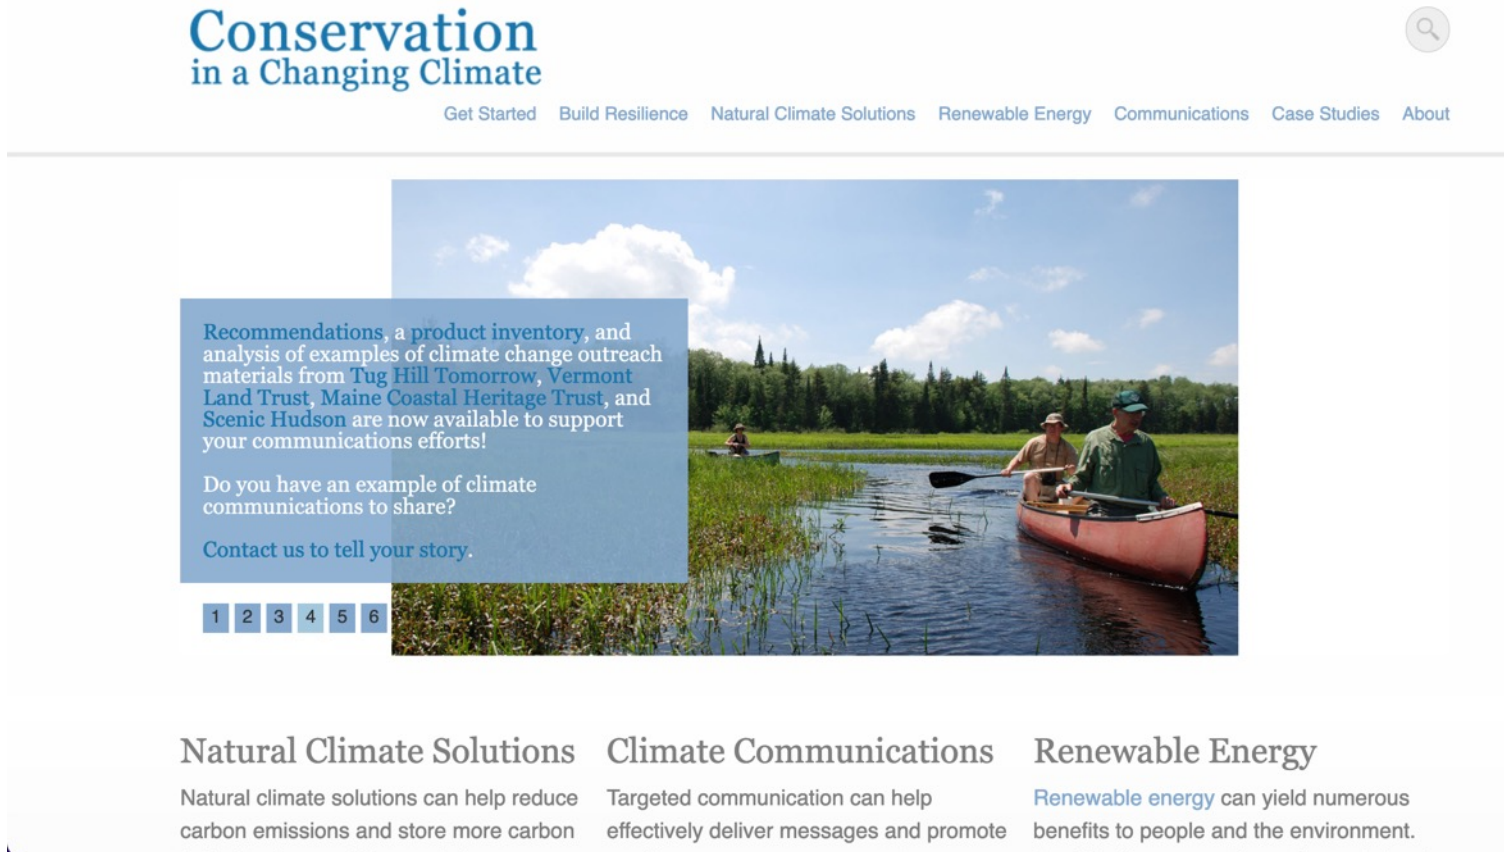 Conservation
in a Changing Climate
Get Started Build Resilience Natural Climate Solutions Renewable Energy Communications Case Studies About
Recommendations, a product inventory, and
analysis of examples of climate change outreach
materials from Tug Hill Tomorrow, Vermont
Land Trust, Maine Coastal Heritage Trust, and
Scenic Hudson are now available to support
your communications efforts!
Do you have an example of climate
communications to share?
Contact us to tell your story.
1 2 3 4 5 6
Natural Climate Solutions
Natural climate solutions can help reduce
carbon emissions and store more carbon
Climate Communications
Targeted communication can help
effectively deliver messages and promote
Renewable Energy
Renewable energy can yield numerous
benefits to people and the environment.